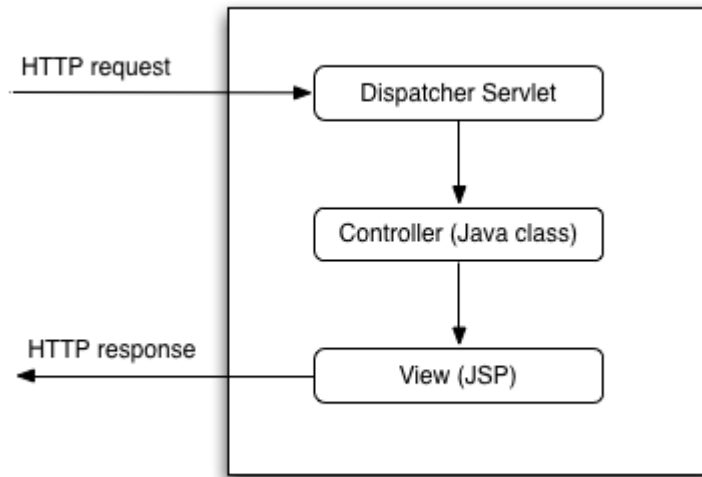 HTTP request
Dispatcher Servlet
Controller (Java class)
HTTP response
View (JSP)